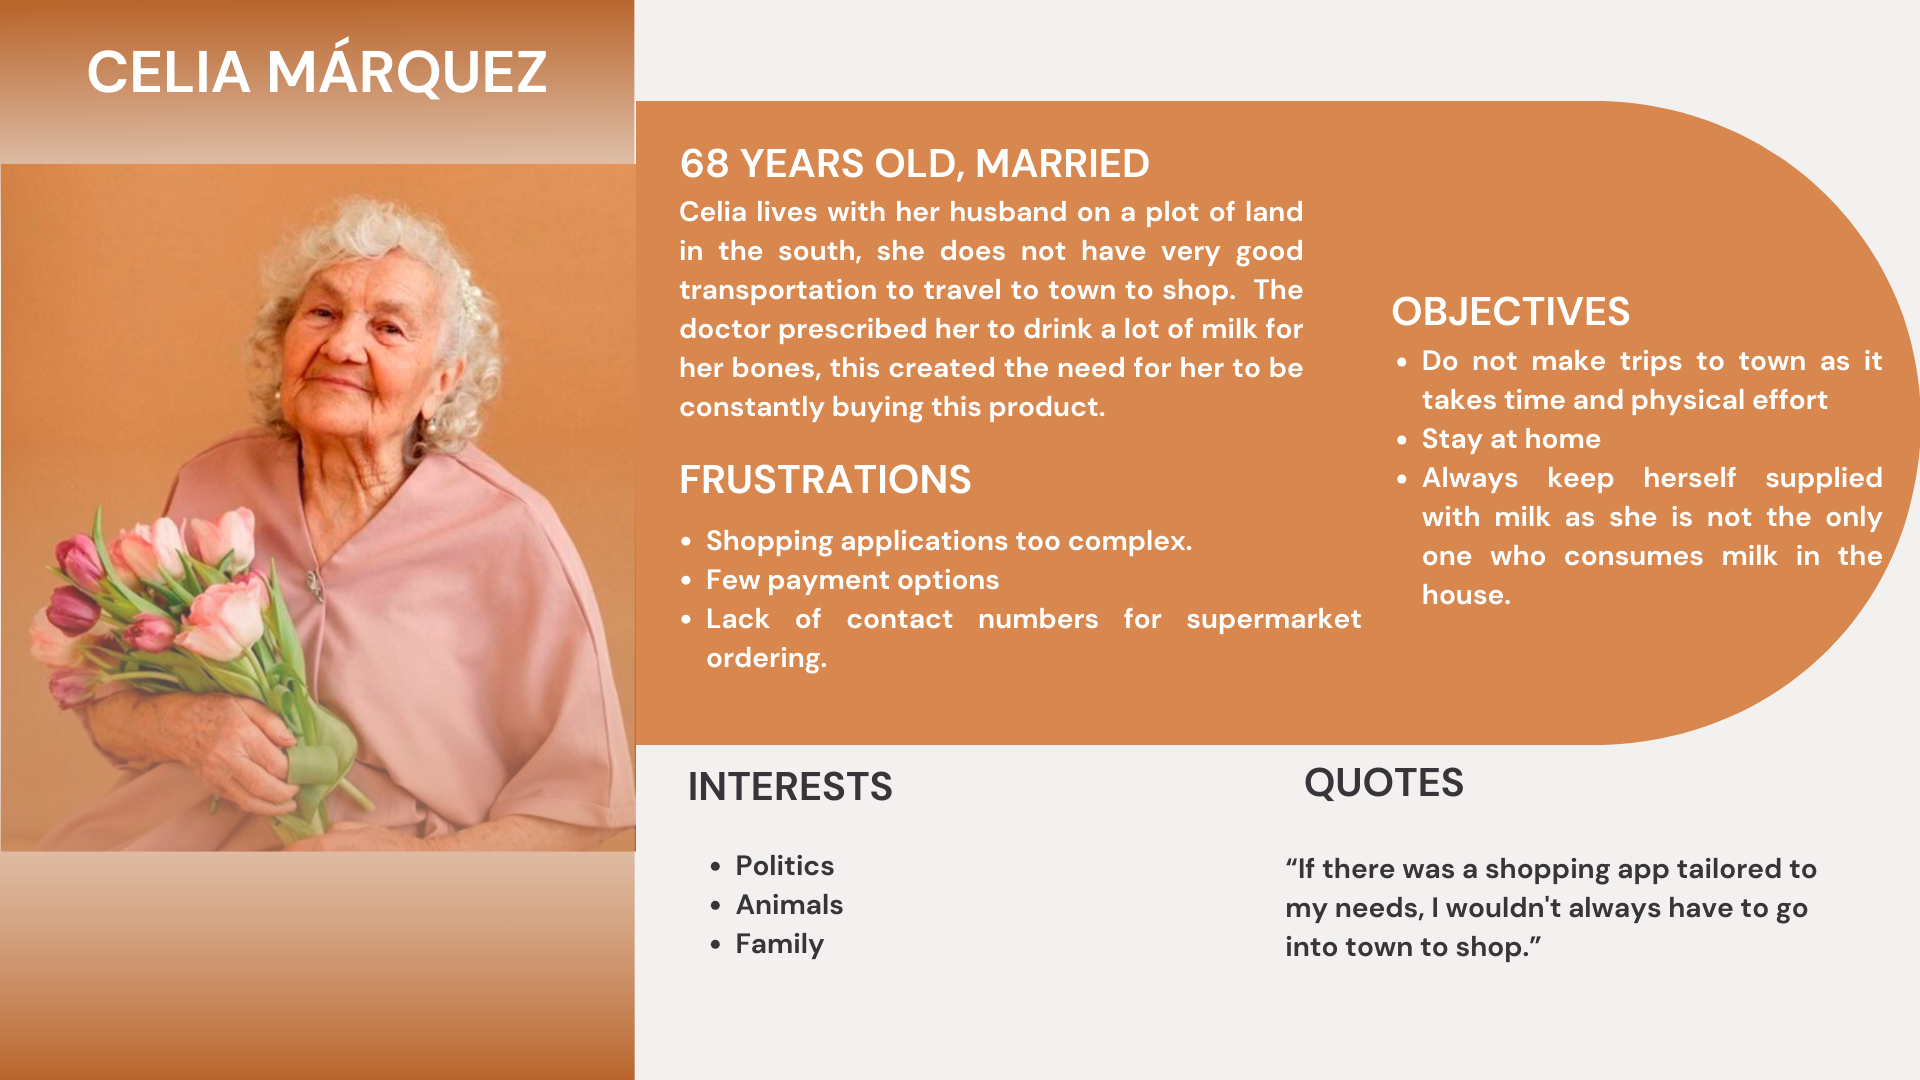 CELIA MÁRQUEZ
68 YEARS OLD, MARRIED
Celia lives with her husband on a plot of land
in the south, she does not have very good
transportation to travel to town to shop.  The
doctor prescribed her to drink a lot of milk for
her bones, this created the need for her to be
constantly buying this product.
FRUSTRATIONS
• Shopping applications too complex.
• Few payment options
• Lack of contact numbers for supermarket
ordering.
OBJECTIVES
• Do not make trips to town as it
takes time and physical effort
• Stay at home
• Always keep herself supplied
with milk as she is not the only
one who consumes milk in the
house.
INTERESTS
• Politics
• Animals
• Family
QUOTES
“If there was a shopping app tailored to
my needs, I wouldn't always have to go
into town to shop.”